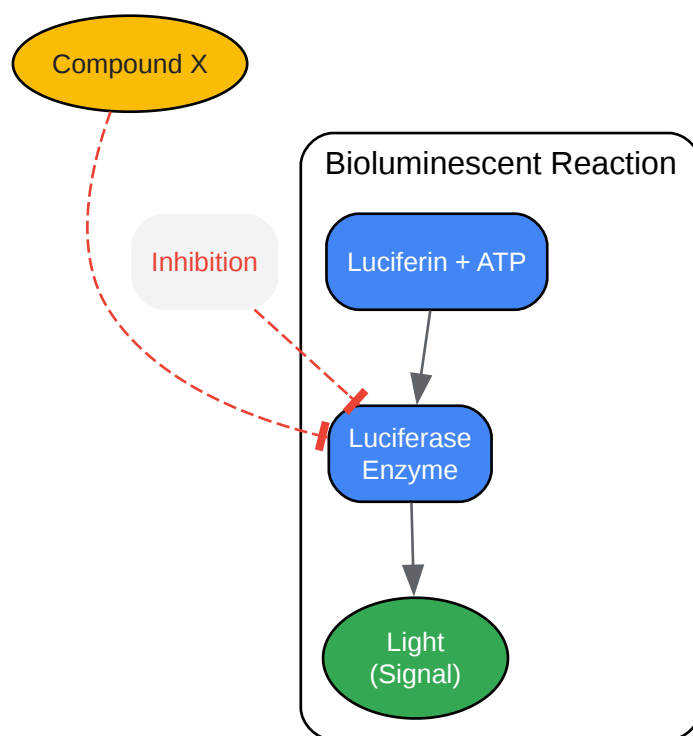 Compound X
Bioluminescent Reaction
Inhibition
Luciferin + ATP
Luciferase
Enzyme
Light
(Signal)